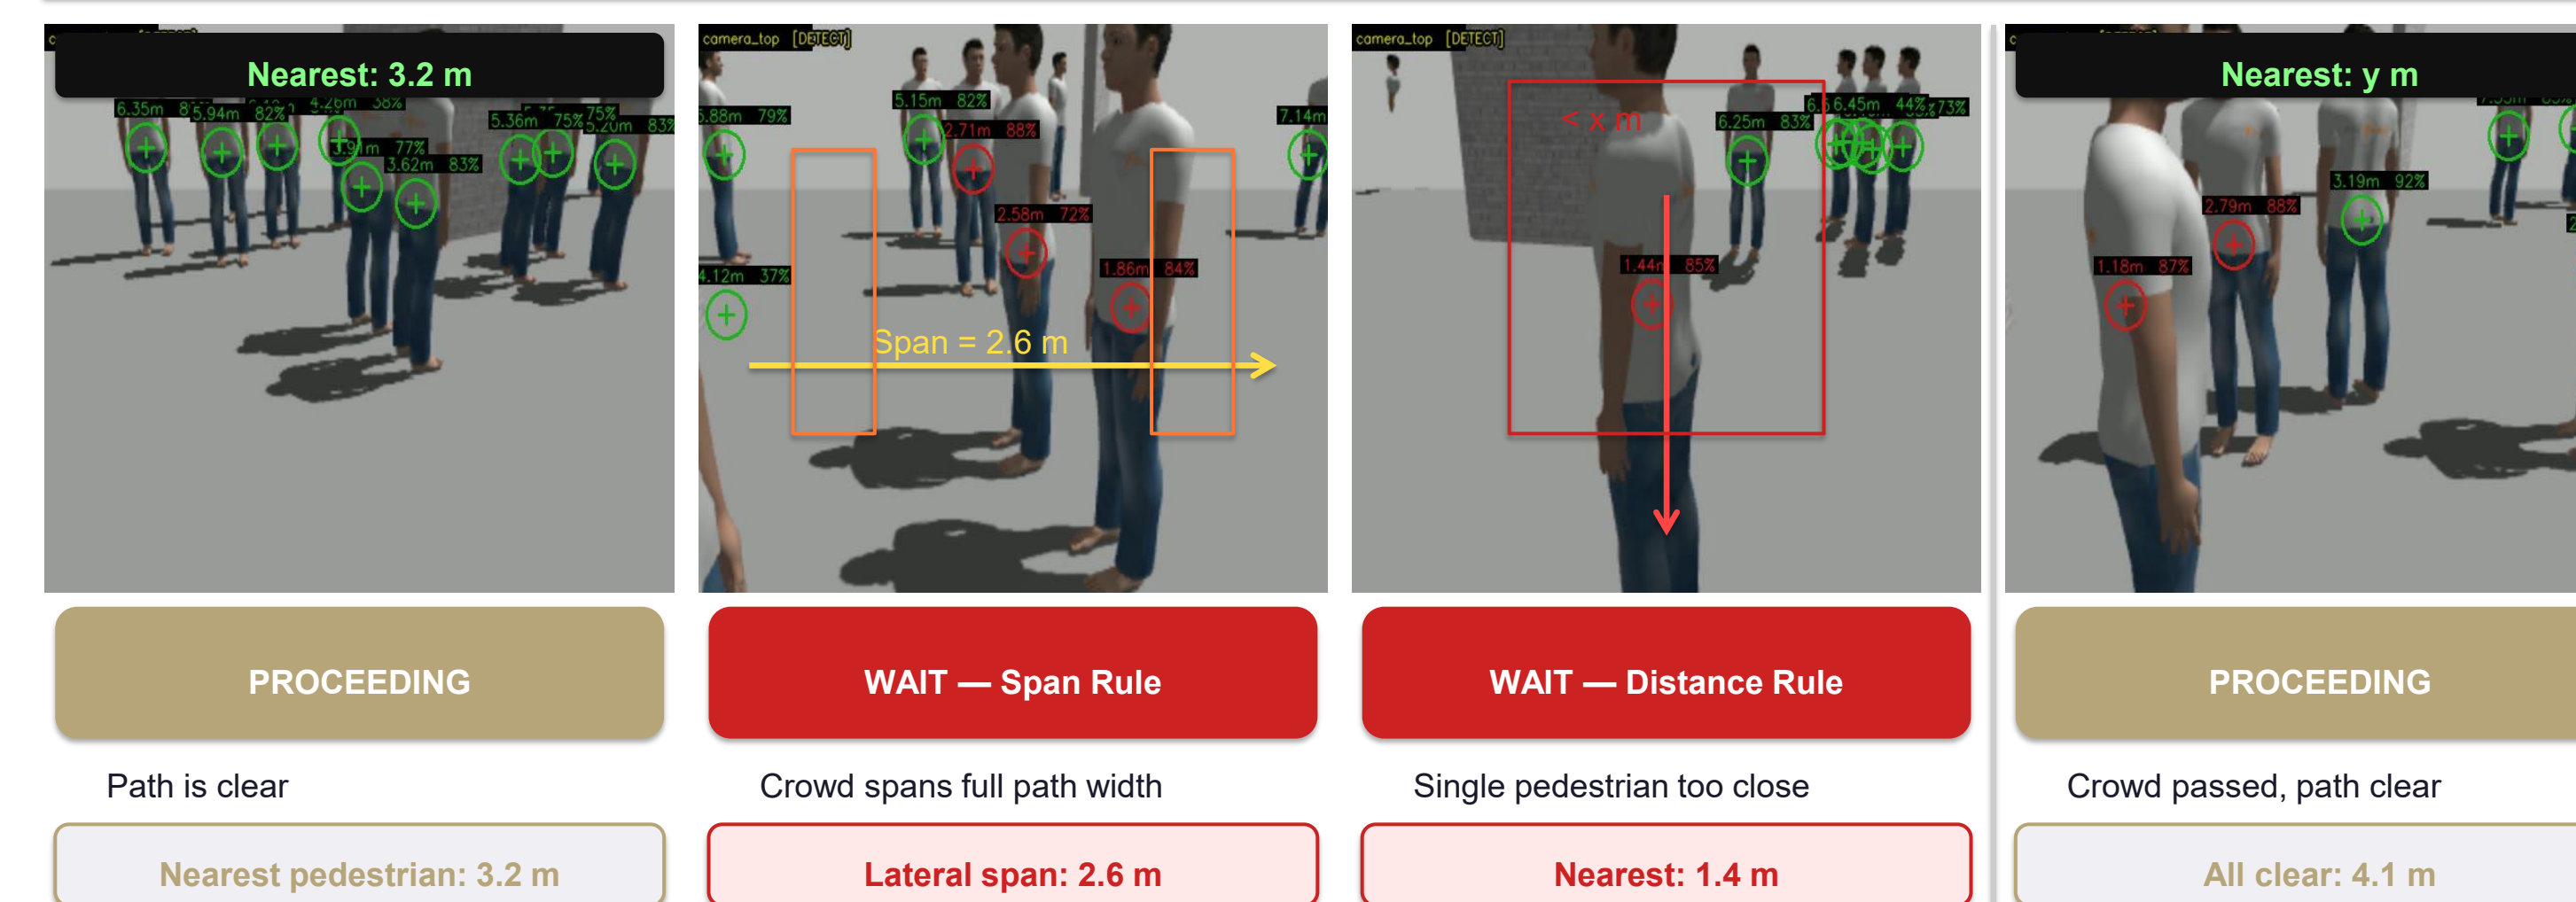 Nearest: 3.2 m
6.35m
5.94m 82%
4.26m 38%
77%
3.62m 83%
5.36m 75%
75%
5.20m 83%
PROCEEDING
Path is clear
Nearest pedestrian: 3.2 m
camera_top [DETECT]
5.88m 79%
5.15m 82%
2.71m 88%
7.14m
2.58m 72%
4.12m 37%
1.86m 84%
Span = 2.6 m
WAIT — Span Rule
Crowd spans full path width
Lateral span: 2.6 m
camera_top [DETECT]
< x m
6.25m 83%
6.45m 44%
73%
1.44m 85%
WAIT — Distance Rule
Single pedestrian too close
Nearest: 1.4 m
Nearest: y m
3.19m 92%
2.79m 88%
1.18m 87%
PROCEEDING
Crowd passed, path clear
All clear: 4.1 m